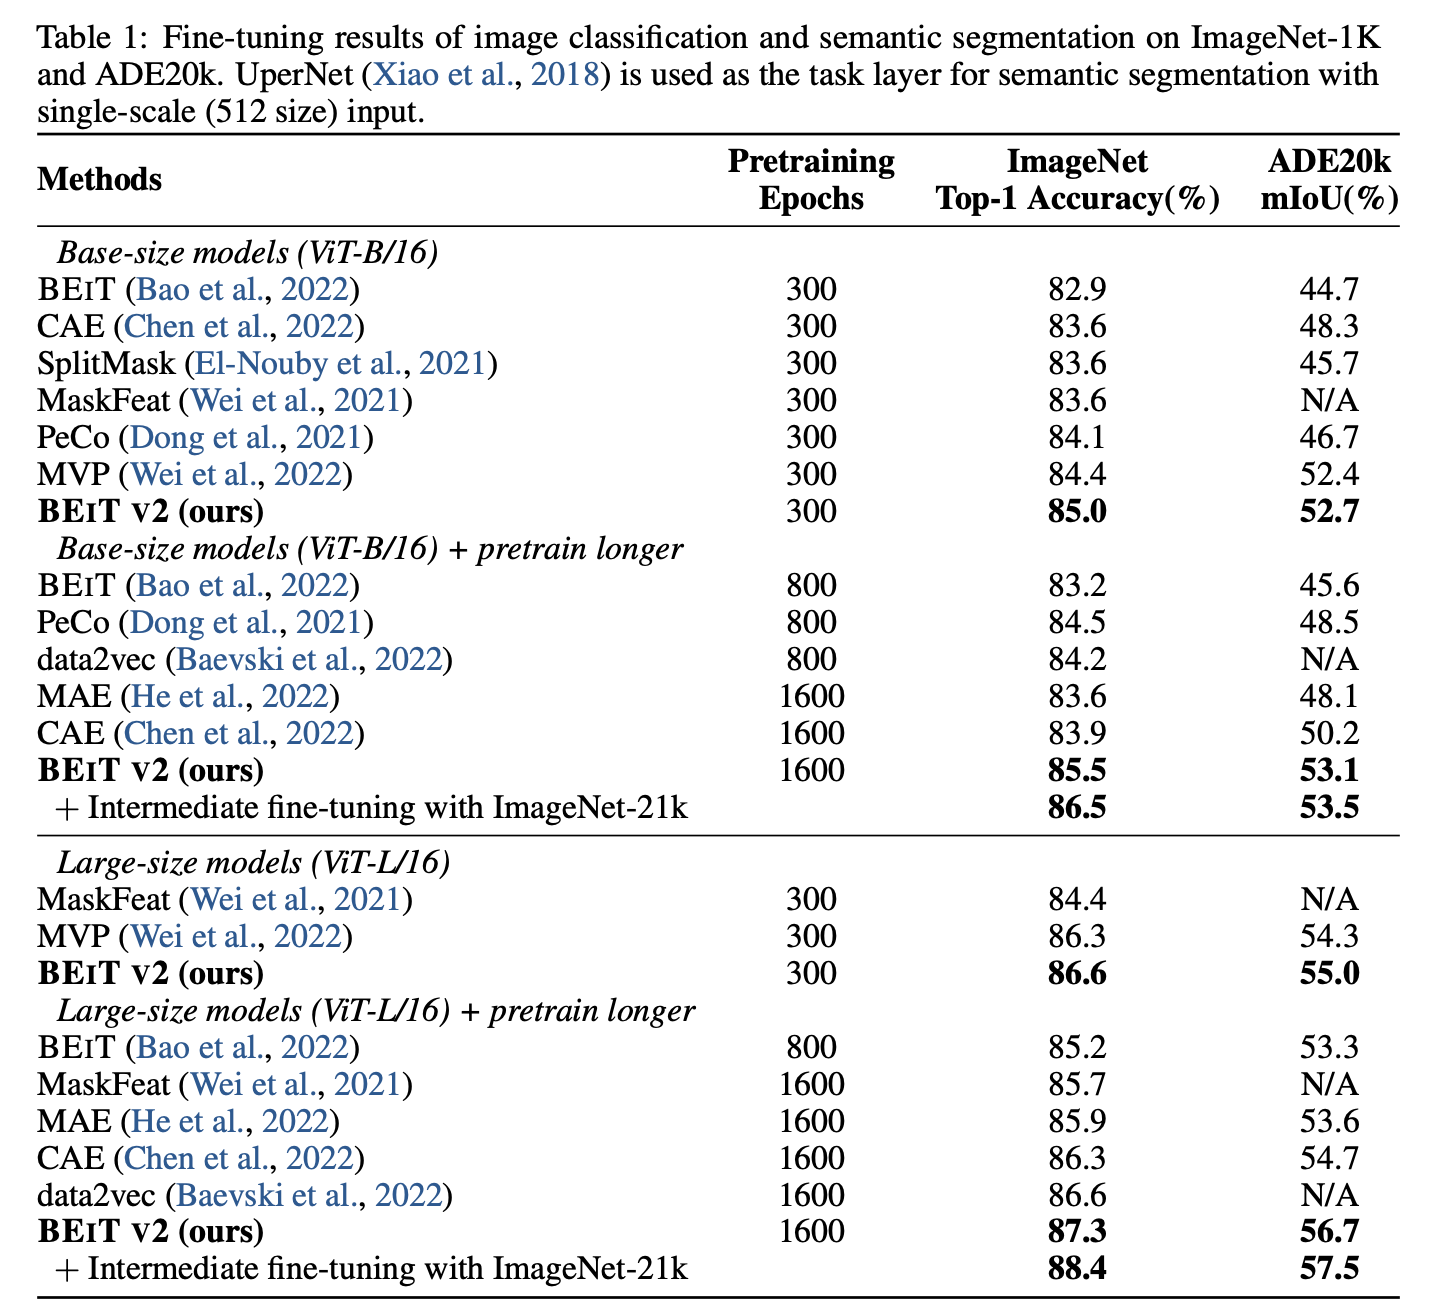 Table 1: Fine-tuning results of image classification and semantic segmentation on ImageNet-1K
and ADE20k. UperNet (Xiao et al., 2018) is used as the task layer for semantic segmentation with
single-scale (512 size) input.
Methods Pretraining Epochs ImageNet Top-1 Accuracy(%) ADE20k mIoU(%)
Base-size models (ViT-B/16)
BEIT (Bao et al., 2022) 300 82.9 44.7
CAE (Chen et al., 2022) 300 83.6 48.3
SplitMask (El-Nouby et al., 2021) 300 83.6 45.7
MaskFeat (Wei et al., 2021) 300 83.6 N/A
PeCo (Dong et al., 2021) 300 84.1 46.7
MVP (Wei et al., 2022) 300 84.4 52.4
BEIT V2 (ours) 300 85.0 52.7
Base-size models (ViT-B/16) + pretrain longer
BEIT (Bao et al., 2022) 800 83.2 45.6
PeCo (Dong et al., 2021) 800 84.5 48.5
data2vec (Baevski et al., 2022) 800 84.2 N/A
MAE (He et al., 2022) 1600 83.6 48.1
CAE (Chen et al., 2022) 1600 83.9 50.2
BEIT V2 (ours) 1600 85.5 53.1
+ Intermediate fine-tuning with ImageNet-21k 86.5 53.5
Large-size models (ViT-L/16)
MaskFeat (Wei et al., 2021) 300 84.4 N/A
MVP (Wei et al., 2022) 300 86.3 54.3
BEIT V2 (ours) 300 86.6 55.0
Large-size models (ViT-L/16) + pretrain longer
BEIT (Bao et al., 2022) 800 85.2 53.3
MaskFeat (Wei et al., 2021) 1600 85.7 N/A
MAE (He et al., 2022) 1600 85.9 53.6
CAE (Chen et al., 2022) 1600 86.3 54.7
data2vec (Baevski et al., 2022) 1600 86.6 N/A
BEIT V2 (ours) 1600 87.3 56.7
+ Intermediate fine-tuning with ImageNet-21k 88.4 57.5